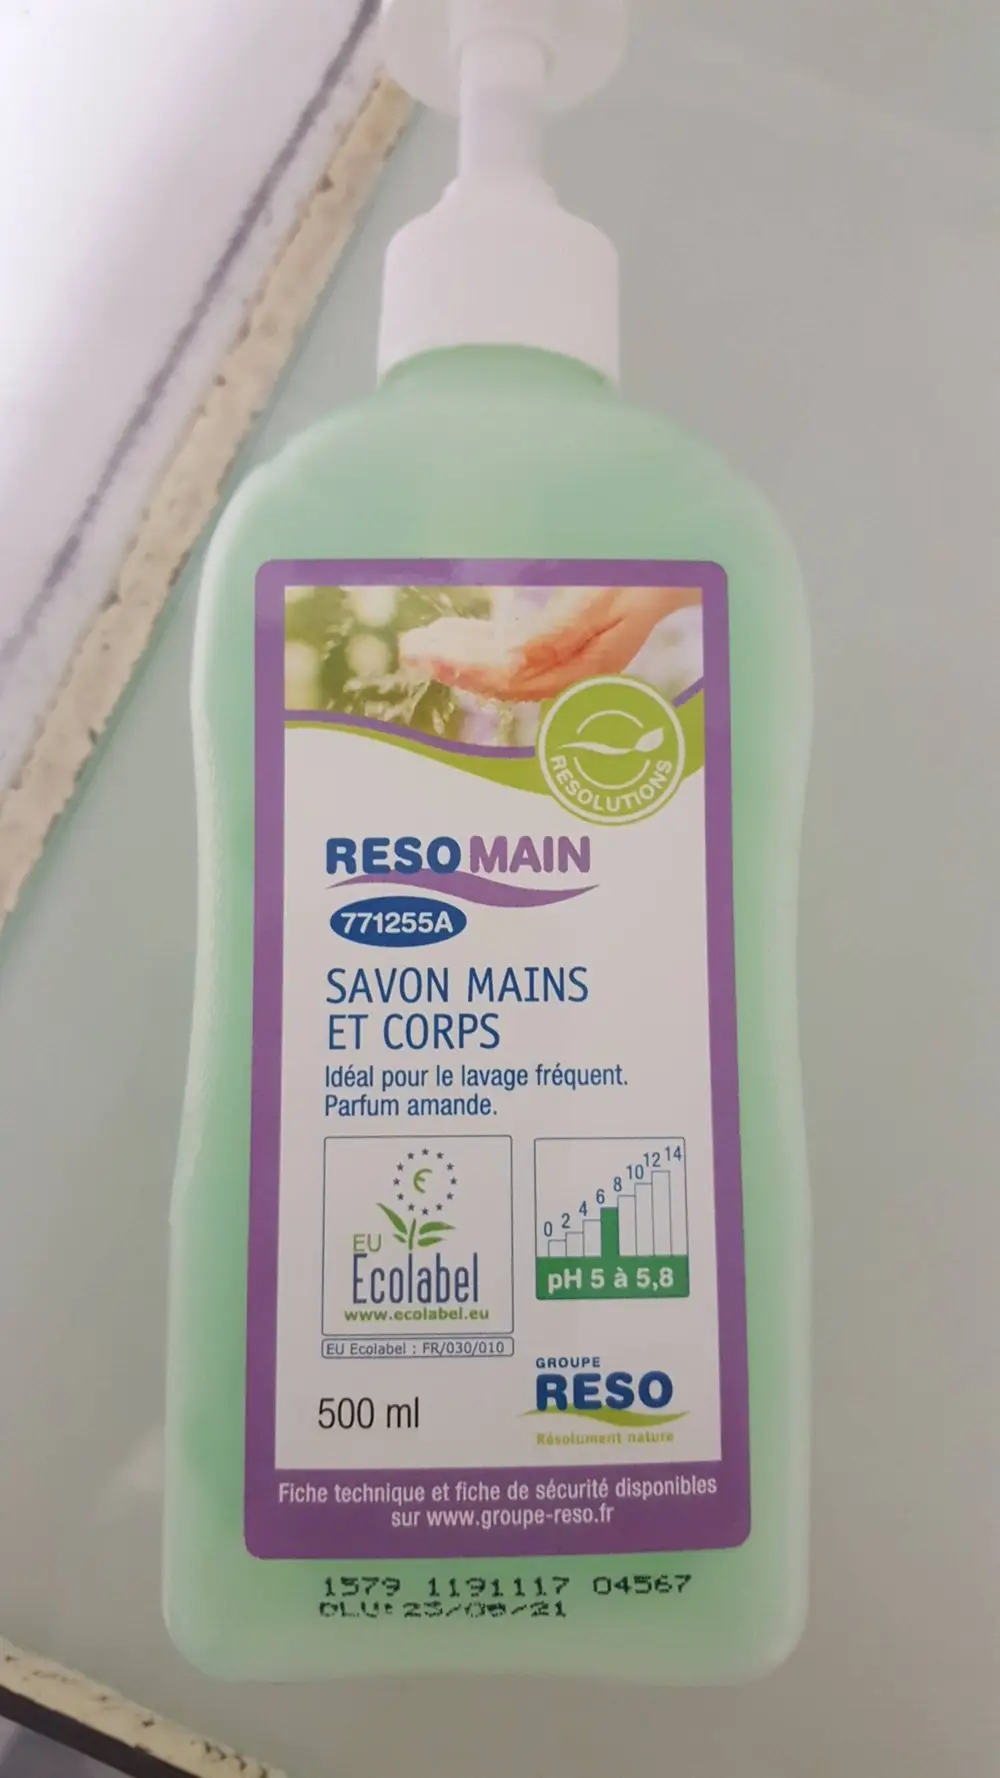 RESOLUTIONS
RESO MAIN
771255A
SAVON MAINS
ET CORPS
Idéal pour le lavage fréquent.
Parfum amande.
EU
Ecolabel
www.ecolabel.eu
EU Ecolabel : FR/030/010
0 2 4 6 8 10 12 14
pH 5 à 5,8
500 ml
GROUPE
RESO
Résolument nature
Fiche technique et fiche de sécurité disponibles
sur www.groupe-reso.fr
1579 1191117 04567
DLU: